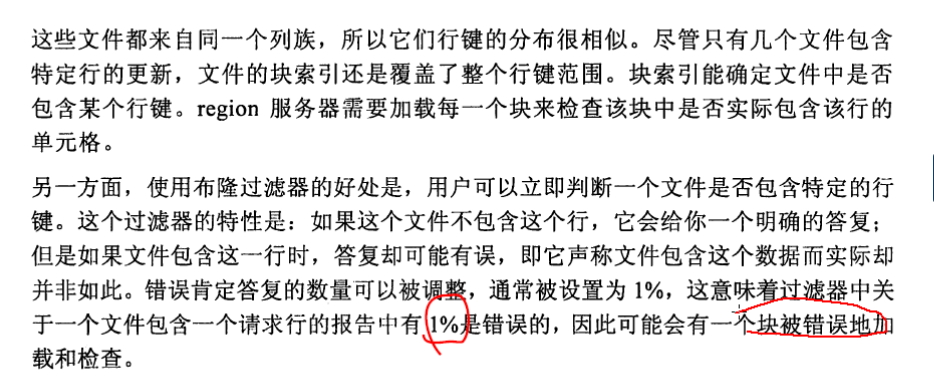 这些文件都来自同一个列族，所以它们行键的分布很相似。尽管只有几个文件包含
特定行的更新，文件的块索引还是覆盖了整个行键范围。块索引能确定文件中是否
包含某个行键。region 服务器需要加载每一个块来检查该块中是否实际包含该行的
单元格。
另一方面，使用布隆过滤器的好处是，用户可以立即判断一个文件是否包含特定的行
键。这个过滤器的特性是：如果这个文件不包含这个行，它会给你一个明确的答复；
但是如果文件包含这一行时，答复却可能有误，即它声称文件包含这个数据而实际却
并非如此。错误肯定答复的数量可以被调整，通常被设置为 1%，这意味着过滤器中关
于一个文件包含一个请求行的报告中有 1%是错误的，因此可能会有一个块被错误地加
载和检查。